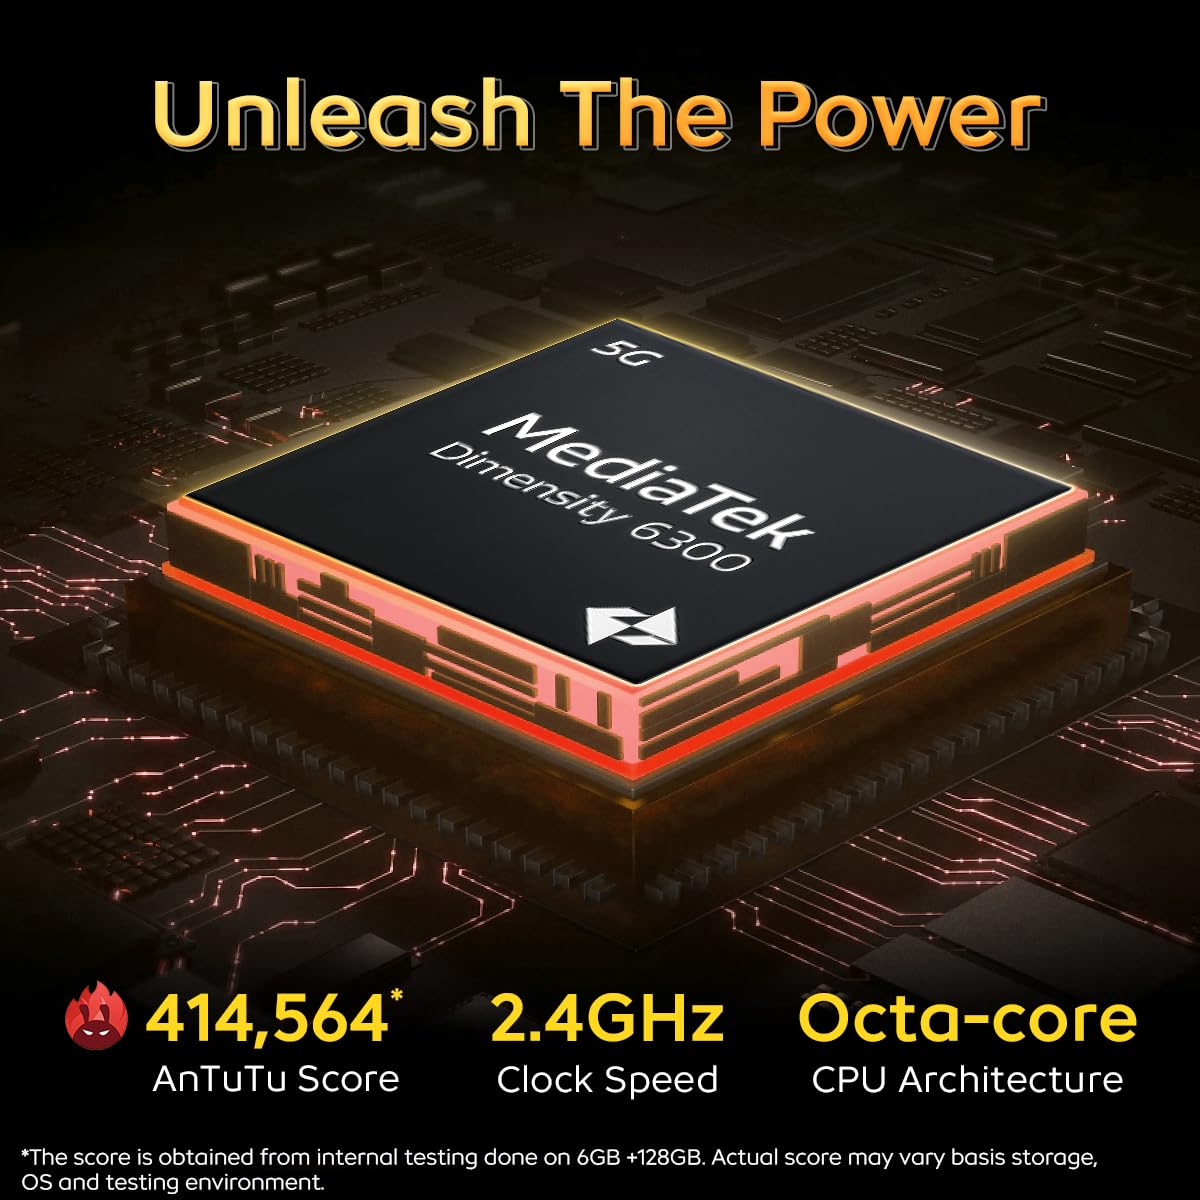 Unleash The Power
5G
MediaTek
Dimensity 6300
414,564* 2.4GHz Octa-core
AnTuTu Score Clock Speed CPU Architecture
*The score is obtained from internal testing done on 6GB +128GB. Actual score may vary basis storage,
OS and testing environment.